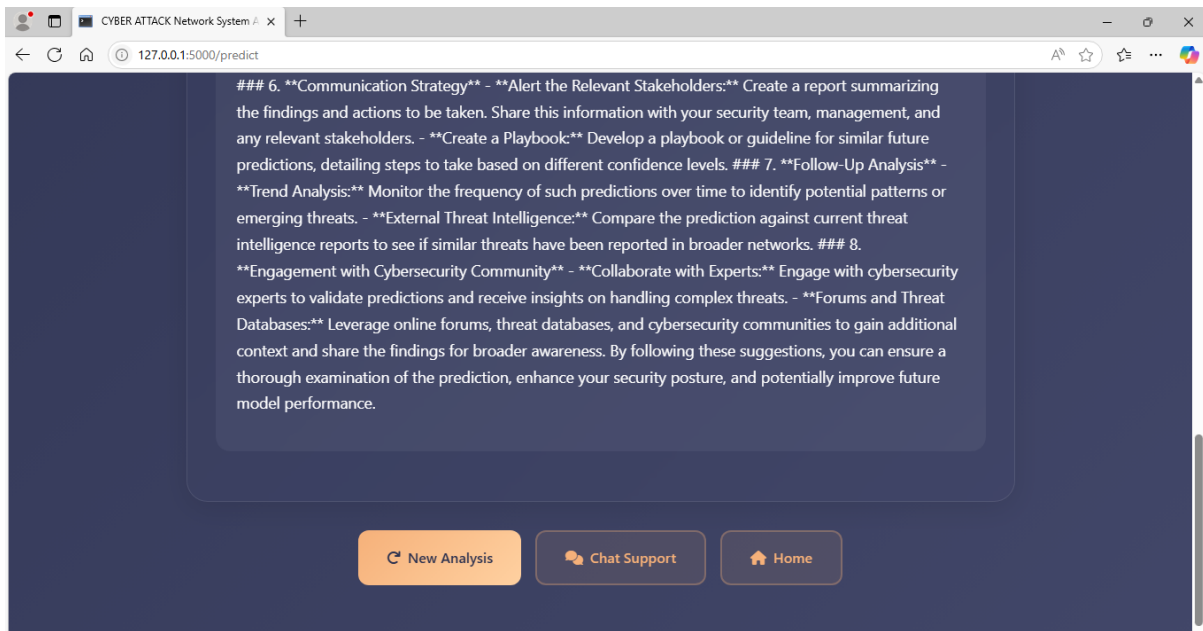 CYBER ATTACK Network System A
127.0.0.1:5000/predict
### 6. **Communication Strategy** - **Alert the Relevant Stakeholders:** Create a report summarizing
the findings and actions to be taken. Share this information with your security team, management, and
any relevant stakeholders. - **Create a Playbook:** Develop a playbook or guideline for similar future
predictions, detailing steps to take based on different confidence levels. ### 7. **Follow-Up Analysis** -
**Trend Analysis:** Monitor the frequency of such predictions over time to identify potential patterns or
emerging threats. - **External Threat Intelligence:** Compare the prediction against current threat
intelligence reports to see if similar threats have been reported in broader networks. ### 8.
**Engagement with Cybersecurity Community** - **Collaborate with Experts:** Engage with cybersecurity
experts to validate predictions and receive insights on handling complex threats. - **Forums and Threat
Databases:** Leverage online forums, threat databases, and cybersecurity communities to gain additional
context and share the findings for broader awareness. By following these suggestions, you can ensure a
thorough examination of the prediction, enhance your security posture, and potentially improve future
model performance.
New Analysis
Chat Support
Home